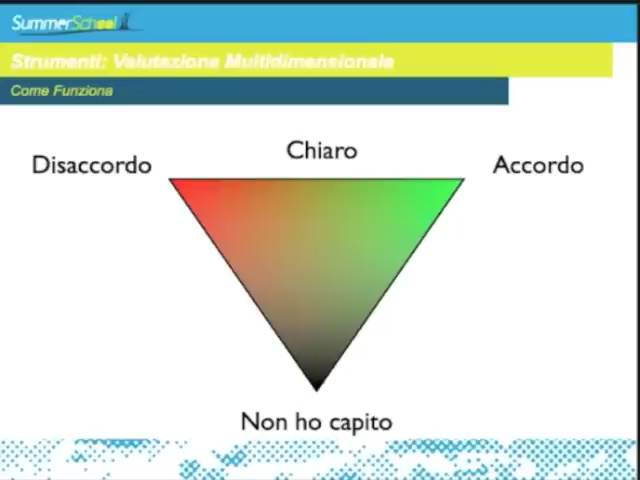 SummerSchool
Strumenti: Valutazione Multidimensionale
Come Funziona
Chiaro
Disaccordo
Accordo
Non ho capito